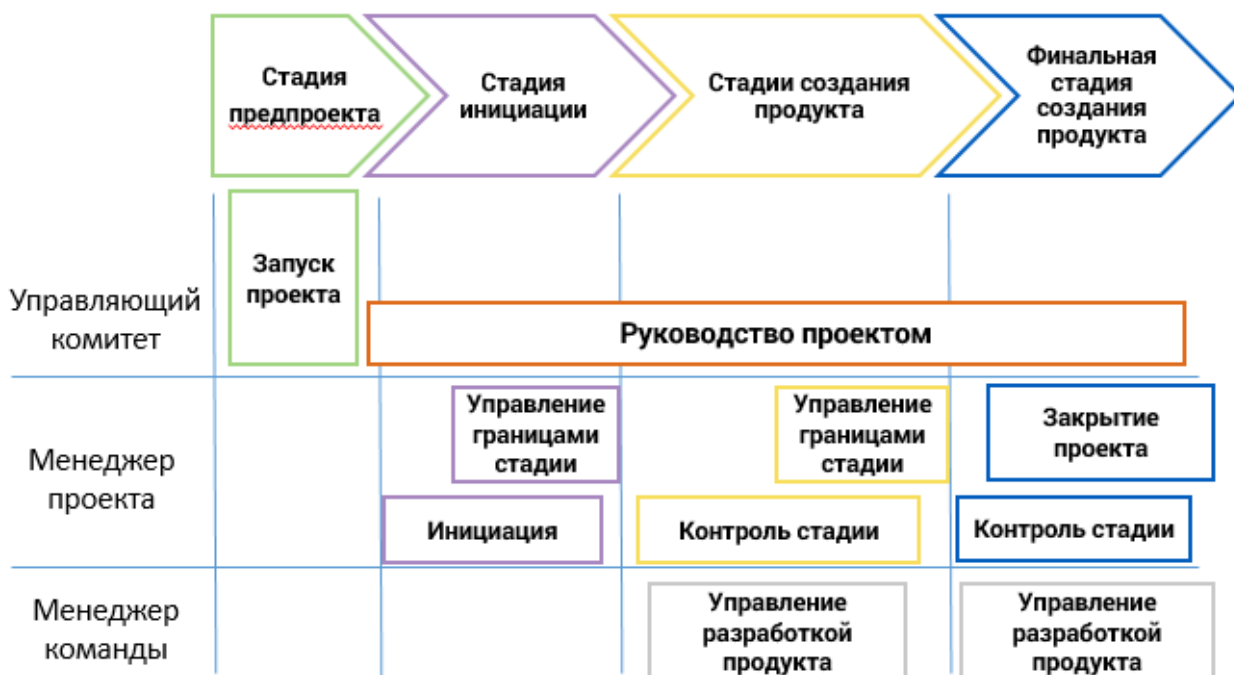 Стадия
предпроекта
Стадия
инициации
Стадии создания
продукта
Финальная
стадия
создания
продукта
Управляющий
комитет
Запуск
проекта
Руководство проектом
Менеджер
проекта
Управление
границами
стадии
Управление
границами
стадии
Закрытие
проекта
Инициация
Контроль стадии
Контроль стадии
Менеджер
команды
Управление
разработкой
продукта
Управление
разработкой
продукта